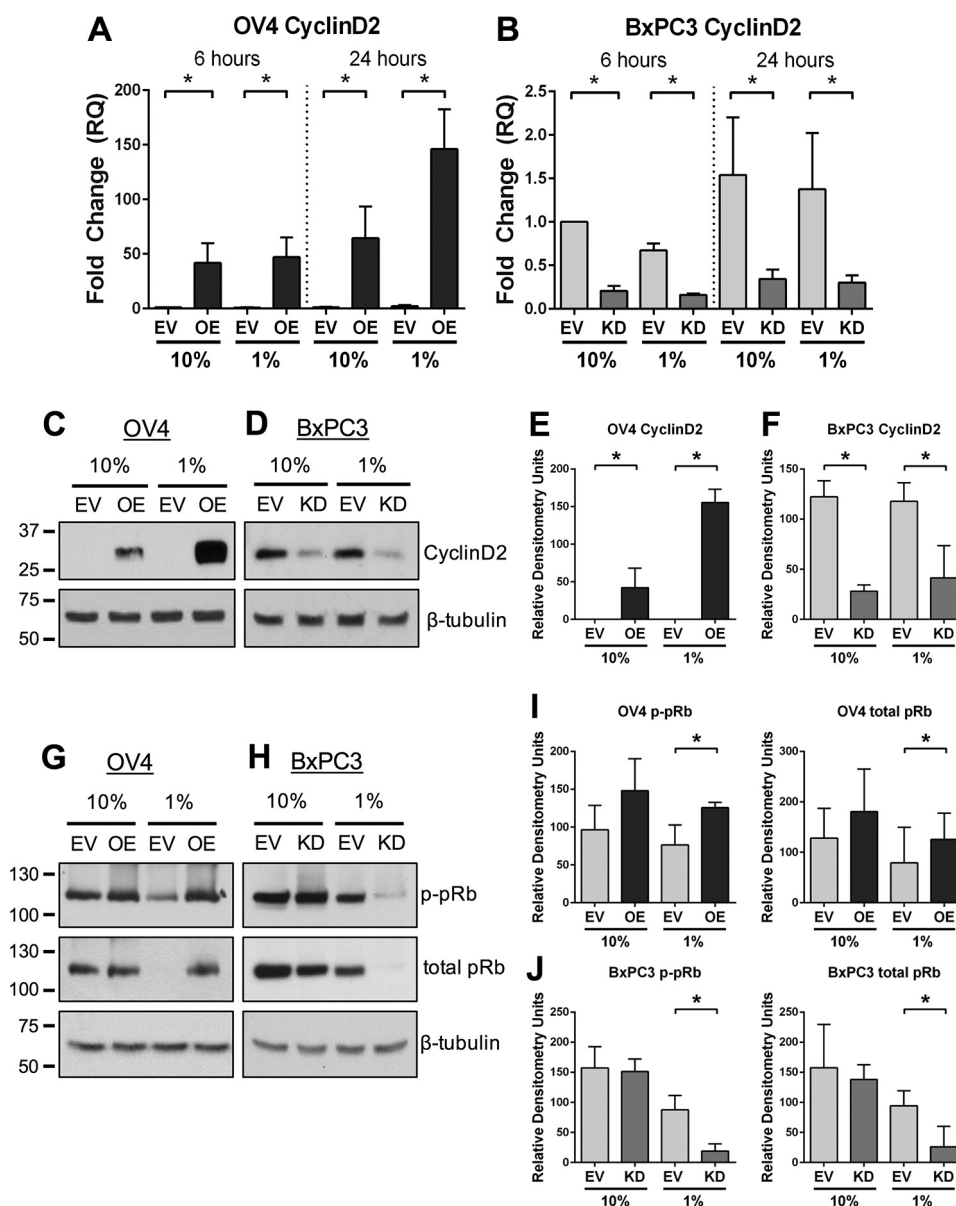 A OV4 CyclinD2
6 hours 24 hours
* * * *
Fold Change (RQ)
200
150
100
50
0
EV OE EV OE EV OE EV OE
10% 1% 10% 1%
B BxPC3 CyclinD2
6 hours 24 hours
* * * *
Fold Change (RQ)
2.5
2.0
1.5
1.0
0.5
0.0
EV KD EV KD EV KD EV KD
10% 1% 10% 1%
C OV4
10% 1%
EV OE EV OE
37
25
75
50
D BxPC3
10% 1%
EV KD EV KD
CyclinD2
β-tubulin
E OV4 CyclinD2
* *
Relative Densitometry Units
200
150
100
50
0
EV OE EV OE
10% 1%
F BxPC3 CyclinD2
* *
Relative Densitometry Units
150
100
50
0
EV KD EV KD
10% 1%
G OV4
10% 1%
EV OE EV OE
130
100
130
100
75
50
H BxPC3
10% 1%
EV KD EV KD
p-pRb
total pRb
β-tubulin
I OV4 p-pRb
*
Relative Densitometry Units
200
150
100
50
0
EV OE EV OE
10% 1%
OV4 total pRb
*
Relative Densitometry Units
300
200
100
0
EV OE EV OE
10% 1%
J BxPC3 p-pRb
*
Relative Densitometry Units
300
250
200
150
100
50
0
EV KD EV KD
10% 1%
BxPC3 total pRb
*
Relative Densitometry Units
300
250
200
150
100
50
0
EV KD EV KD
10% 1%